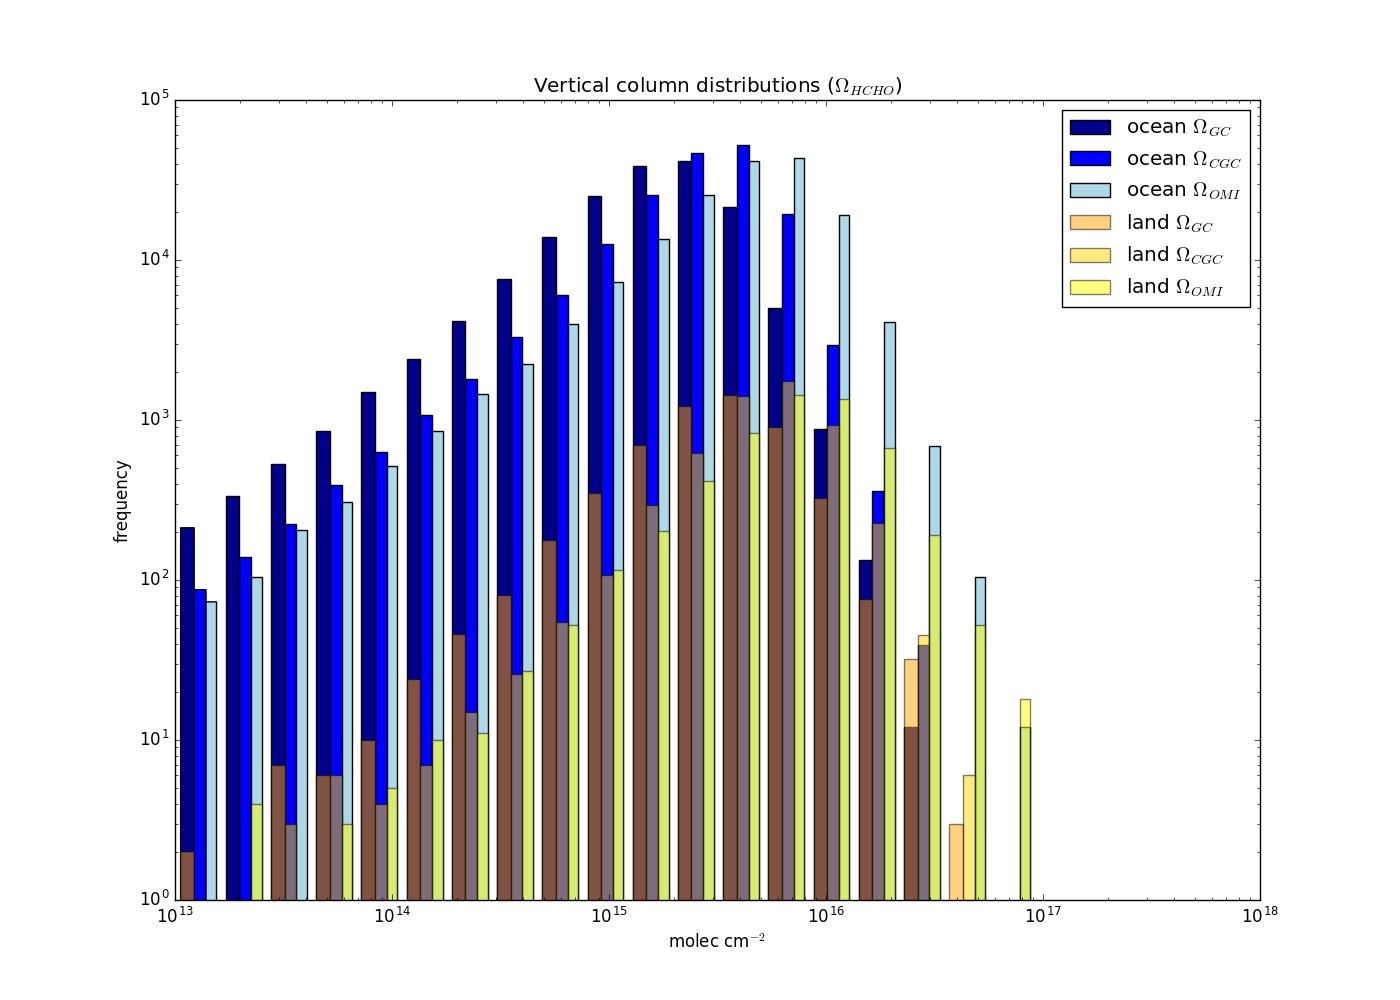 Vertical column distributions (Ω_HCHO)
10^5
10^4
10^3
10^2
10^1
10^0
frequency
ocean Ω_GC
ocean Ω_CGC
ocean Ω_OMI
land Ω_GC
land Ω_CGC
land Ω_OMI
10^13 10^14 10^15 10^16 10^17 10^18
molec cm^−2